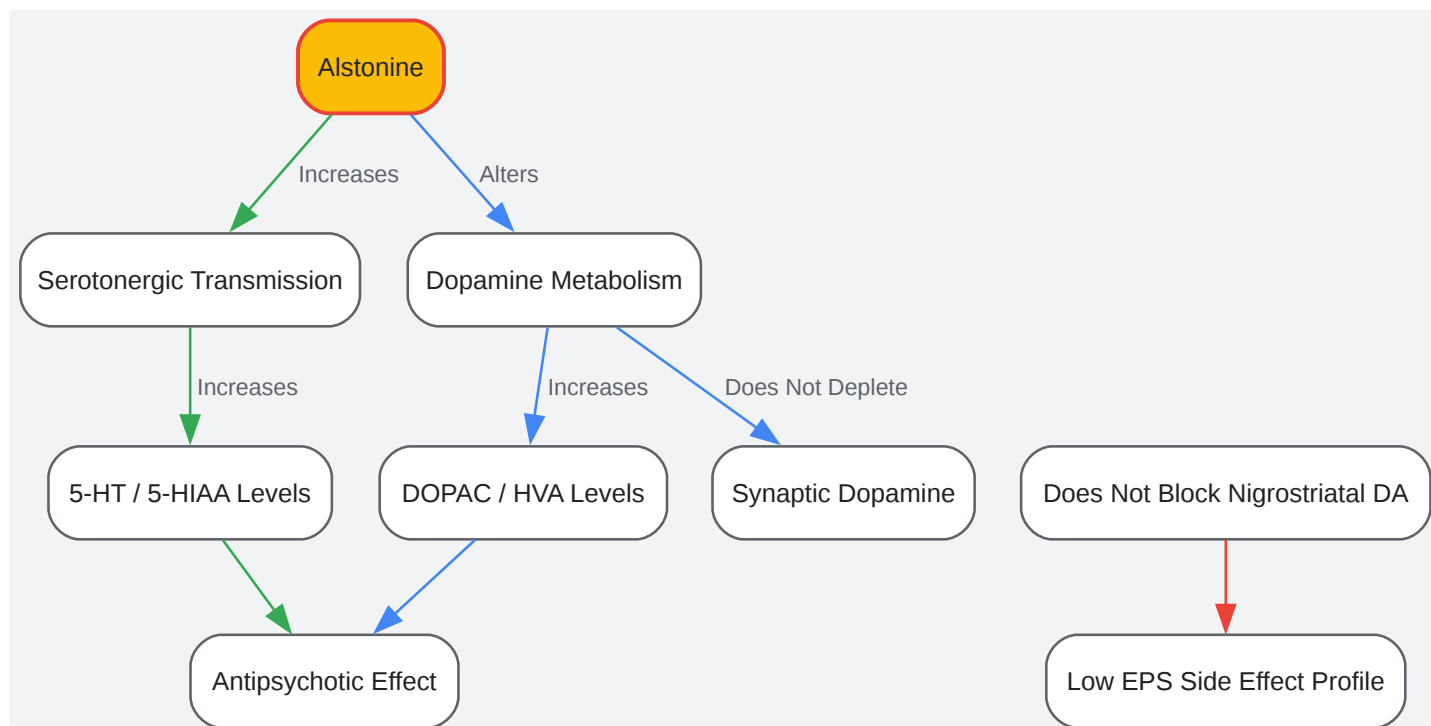 Alstonine
Increases
Alters
Serotonergic Transmission
Dopamine Metabolism
Increases
Increases
Does Not Deplete
5-HT / 5-HIAA Levels
DOPAC / HVA Levels
Synaptic Dopamine
Does Not Block Nigrostriatal DA
Antipsychotic Effect
Low EPS Side Effect Profile